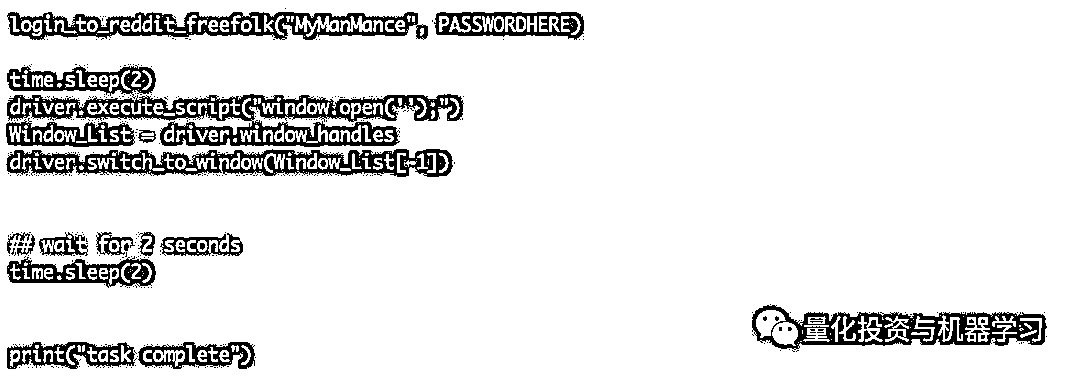 login_to_reddit_freefolk("MyManMance", PASSWORDHERE)
time.sleep(2)
driver.execute_script("window.open('');")
Window_List = driver.window_handles
driver.switch_to_window(Window_List[-1])
## wait for 2 seconds
time.sleep(2)
量化投资与机器学习
print("task complete")